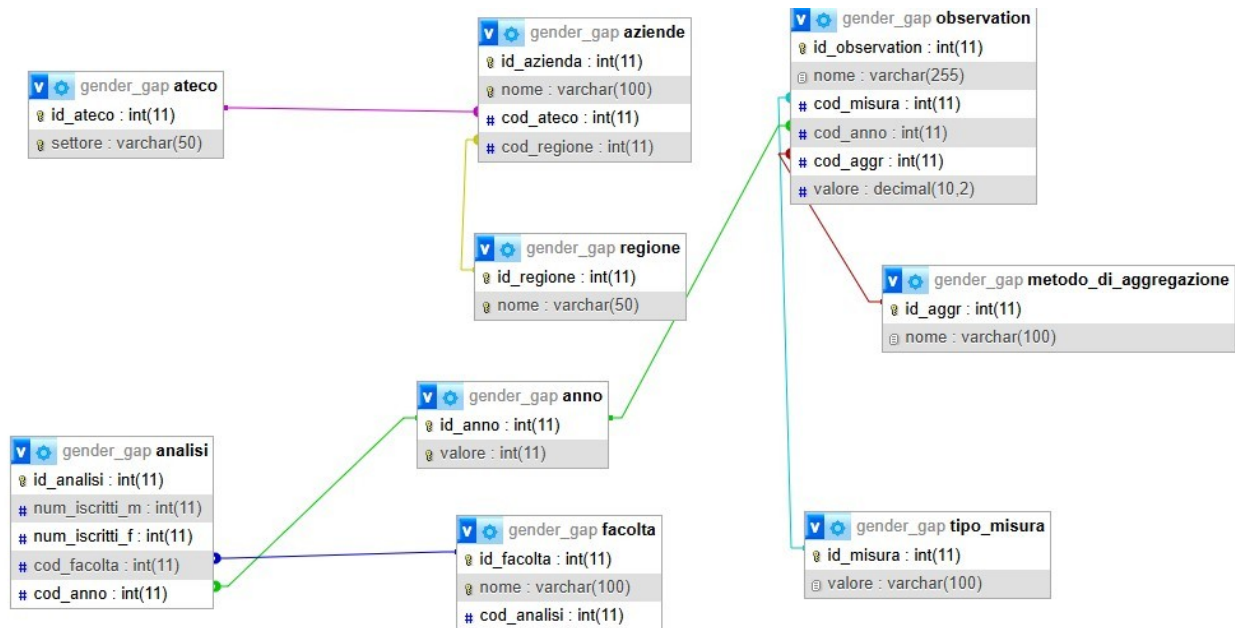 gender_gap ateco
id_ateco : int(11)
settore : varchar(50)
gender_gap aziende
id_azienda : int(11)
nome : varchar(100)
# cod_ateco : int(11)
# cod_regione : int(11)
gender_gap observation
id_observation : int(11)
nome : varchar(255)
# cod_misura : int(11)
# cod_anno : int(11)
# cod_aggr : int(11)
# valore : decimal(10,2)
gender_gap regione
id_regione : int(11)
nome : varchar(50)
gender_gap metodo_di_aggregazione
id_aggr : int(11)
nome : varchar(100)
gender_gap anno
id_anno : int(11)
valore : int(11)
gender_gap analisi
id_analisi : int(11)
# num_iscritti_m : int(11)
# num_iscritti_f : int(11)
# cod_facolta : int(11)
# cod_anno : int(11)
gender_gap facolta
id_facolta : int(11)
nome : varchar(100)
# cod_analisi : int(11)
gender_gap tipo_misura
id_misura : int(11)
valore : varchar(100)